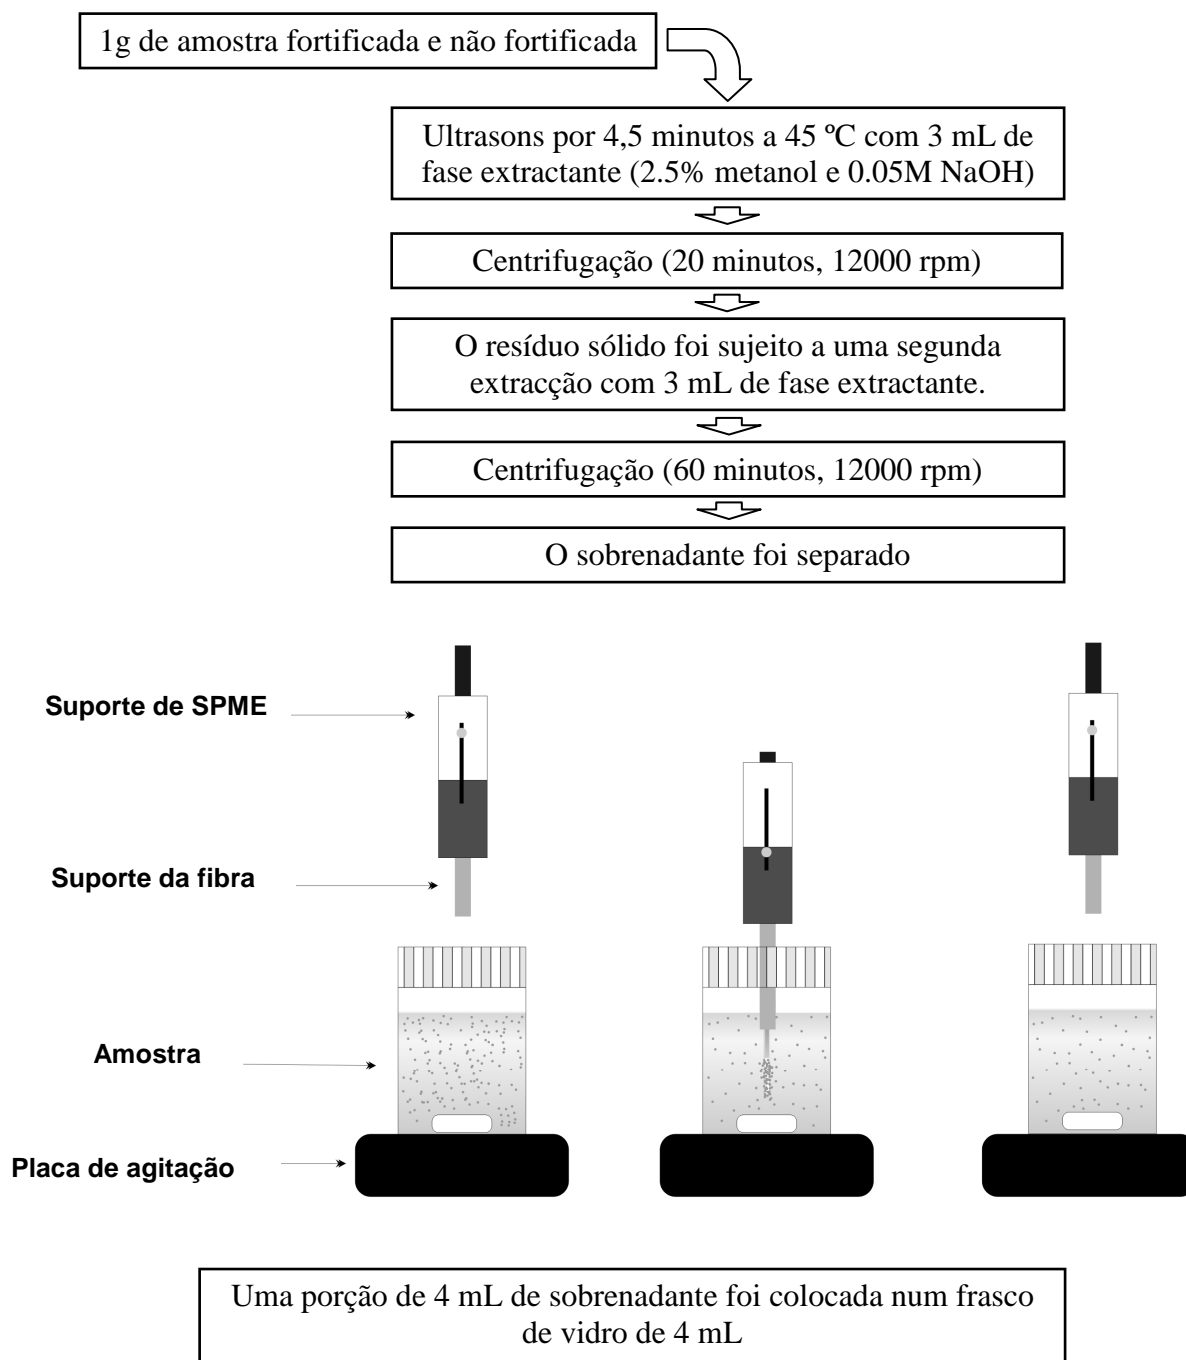 1g de amostra fortificada e não fortificada
Ultrasons por 4,5 minutos a 45 ºC com 3 mL de
fase extractante (2.5% metanol e 0.05M NaOH)
Centrifugação (20 minutos, 12000 rpm)
O resíduo sólido foi sujeito a uma segunda
extracção com 3 mL de fase extractante.
Centrifugação (60 minutos, 12000 rpm)
O sobrenadante foi separado
Suporte de SPME
Suporte da fibra
Amostra
Placa de agitação
Uma porção de 4 mL de sobrenadante foi colocada num frasco
de vidro de 4 mL